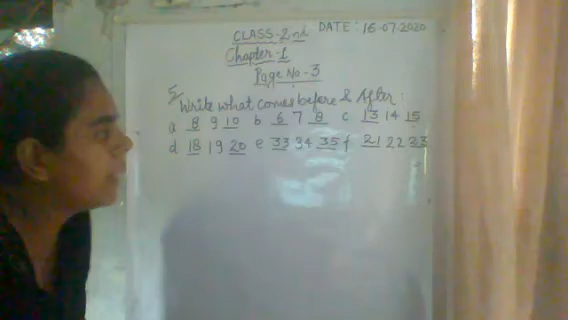 CLASS-2nd DATE: 16-07-2020
Chapter-1
Page No-3
5. Write what comes before & After:
a 8 9 10 b 6 7 8 c 13 14 15
d 18 19 20 e 33 34 35 f 21 22 23